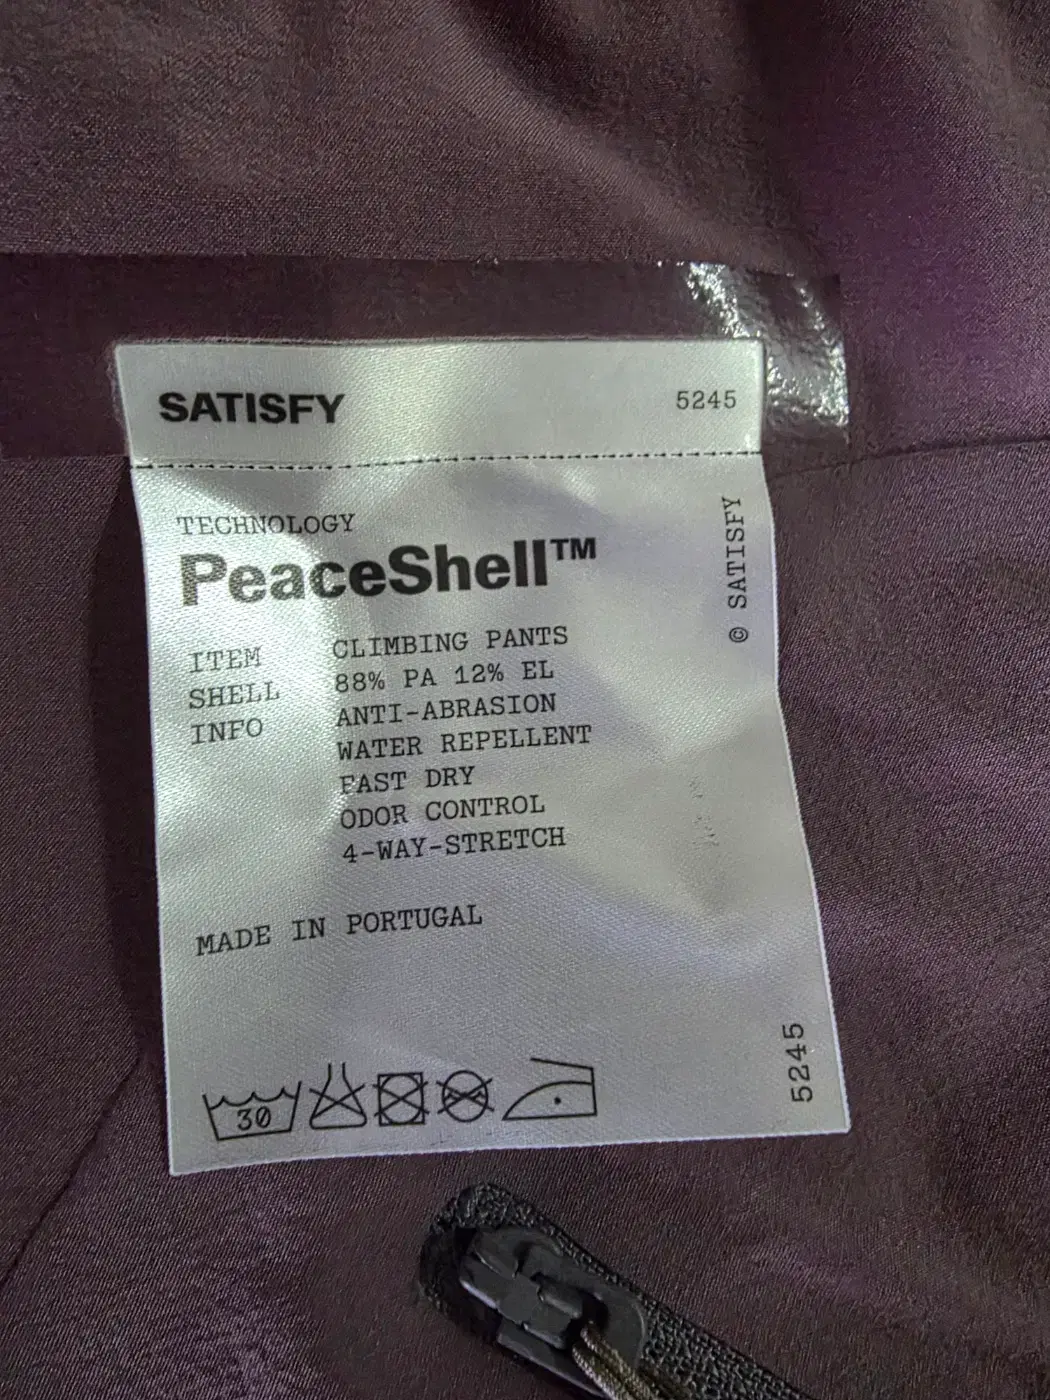 SATISFY 5245
TECHNOLOGY
PeaceShell™
© SATISFY
ITEM CLIMBING PANTS
SHELL 88% PA 12% EL
INFO ANTI-ABRASION
WATER REPELLENT
FAST DRY
ODOR CONTROL
4-WAY-STRETCH
MADE IN PORTUGAL
30
5245